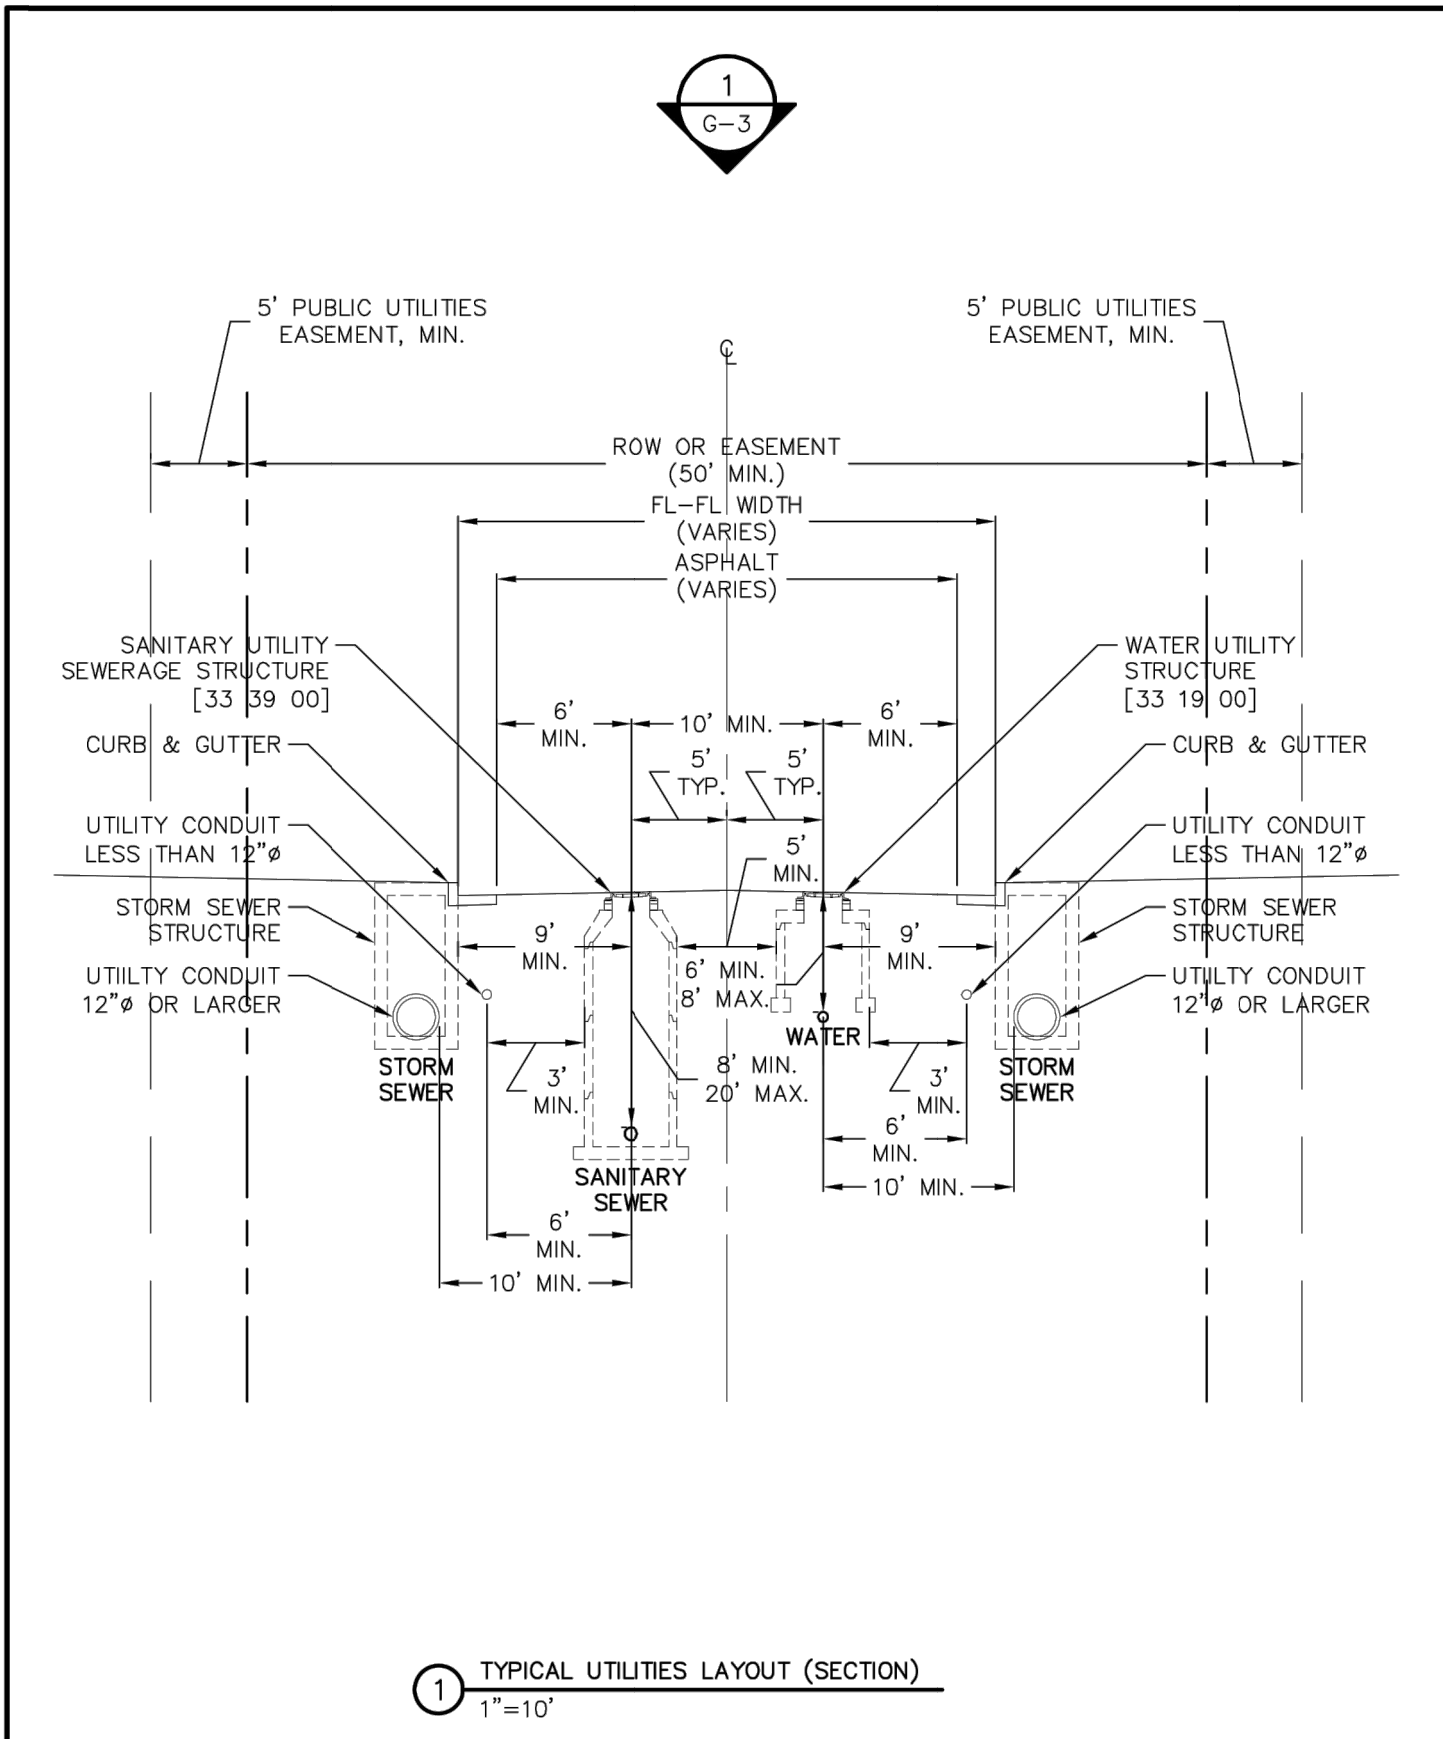 1
G-3
5' PUBLIC UTILITIES
EASEMENT, MIN.
5' PUBLIC UTILITIES
EASEMENT, MIN.
℄
ROW OR EASEMENT
(50' MIN.)
FL-FL WIDTH
(VARIES)
ASPHALT
(VARIES)
SANITARY UTILITY
SEWERAGE STRUCTURE
[33 39 00]
WATER UTILITY
STRUCTURE
[33 19 00]
6'
MIN.
10' MIN.
6'
MIN.
CURB & GUTTER
CURB & GUTTER
5'
TYP.
5'
TYP.
UTILITY CONDUIT
LESS THAN 12"ø
5'
MIN.
UTILITY CONDUIT
LESS THAN 12"ø
STORM SEWER
STRUCTURE
STORM SEWER
STRUCTURE
9'
MIN.
9'
MIN.
6' MIN.
8' MAX.
UTIILTY CONDUIT
12"ø OR LARGER
UTIILTY CONDUIT
12"ø OR LARGER
WATER
STORM
SEWER
3'
MIN.
8' MIN.
20' MAX.
3'
MIN.
STORM
SEWER
6'
MIN.
SANITARY
SEWER
10' MIN.
6'
MIN.
10' MIN.
1
TYPICAL UTILITIES LAYOUT (SECTION)
1"=10'